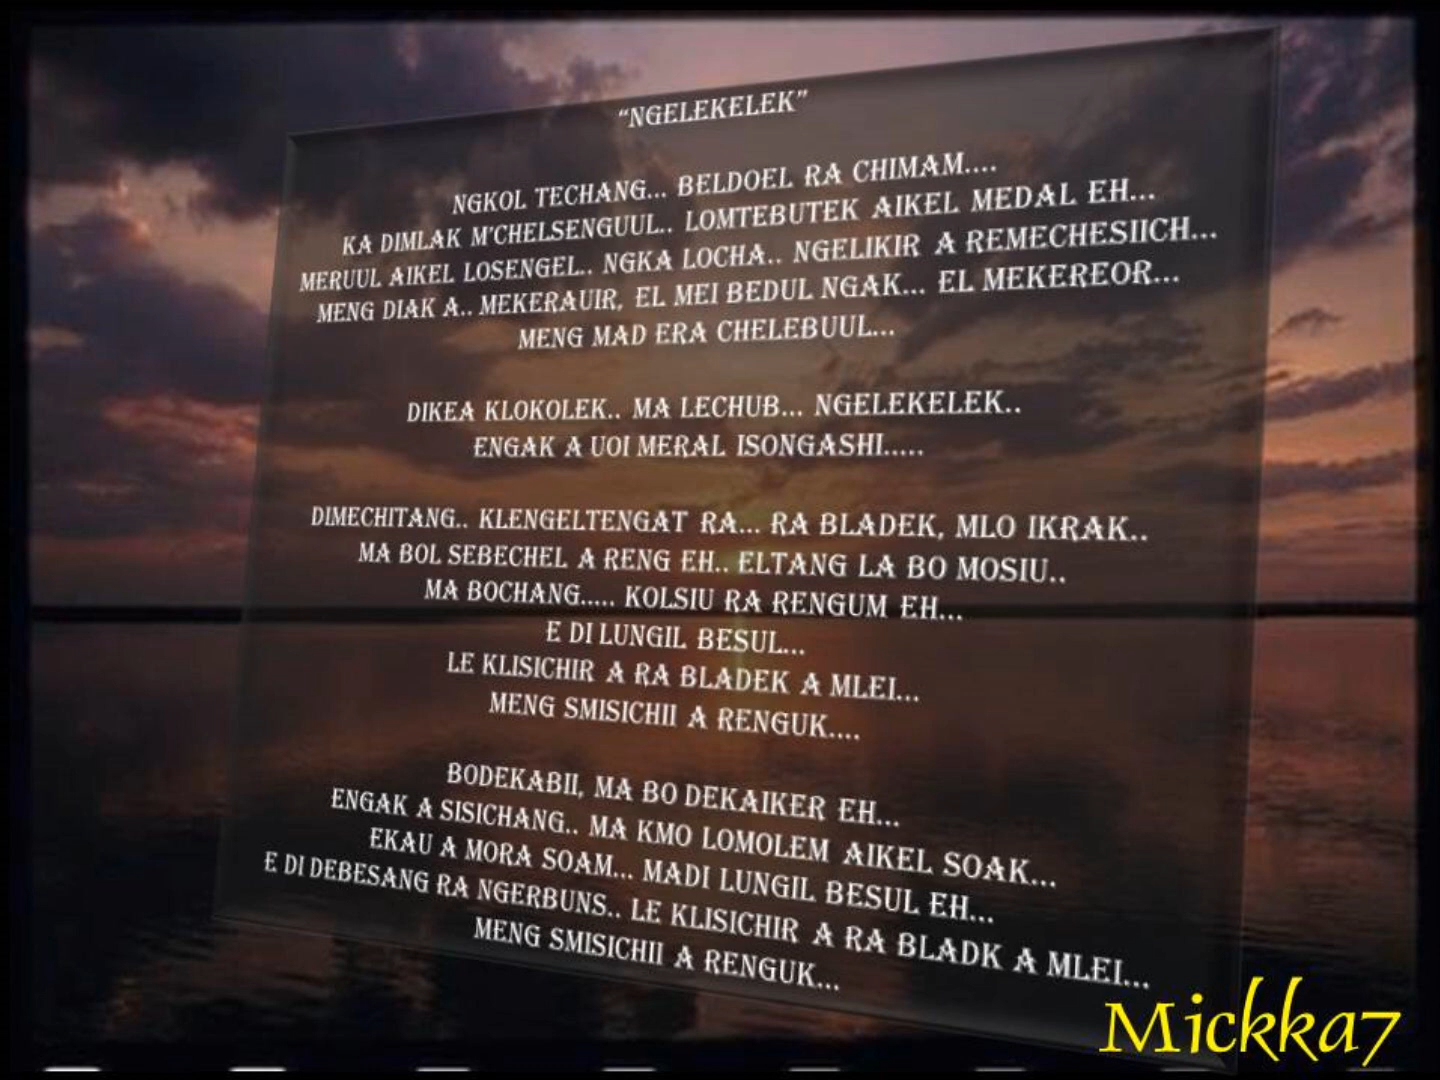 "NGELEKELEK"
NGKOL TECHANG... BELDOEL RA CHIMAM....
KA DIMLAK M'CHELSENGUUL.. LOMTEBUTEK AIKEL MEDAL EH...
MERUUL AIKEL LOSENGEL.. NGKA LOCHA.. NGELIKIR A REMECHESIICH...
MENG DIAK A.. MEKERAUIR, EL MEI BEDUL NGAK... EL MEKEREOR...
MENG MAD ERA CHELEBUUL...
DIKEA KLOKOLEK.. MA LECHUB... NGELEKELEK..
ENGAK A UOI MERAL ISONGASHI.....
DIMECHITANG.. KLENGELTENGAT RA... RA BLADEK, MLO IKRAK..
MA BOL SEBECHEL A RENG EH.. ELTANG LA BO MOSIU..
MA BOCHANG..... KOLSIU RA RENGUM EH...
E DI LUNGIL BESUL...
LE KLISICHIR A RA BLADEK A MLEI...
MENG SMISICHII A RENGUK....
BODEKABII, MA BO DEKAIKER EH...
ENGAK A SISICHANG.. MA KMO LOMOLEM AIKEL SOAK...
EKAU A MORA SOAM... MADI LUNGIL BESUL EH...
E DI DEBESANG RA NGERBUNS.. LE KLISICHIR A RA BLADK A MLEI...
MENG SMISICHII A RENGUK...
Mickka7